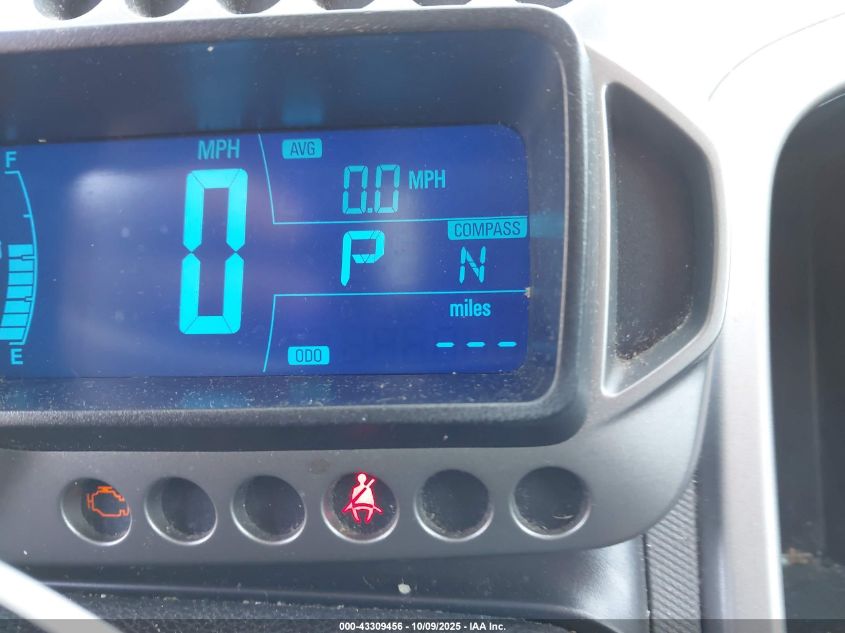 F
MPH
AVG
0.0 MPH
0
P
COMPASS
N
miles
E
ODO
---
000-43309456 - 10/09/2025 - IAA Inc.